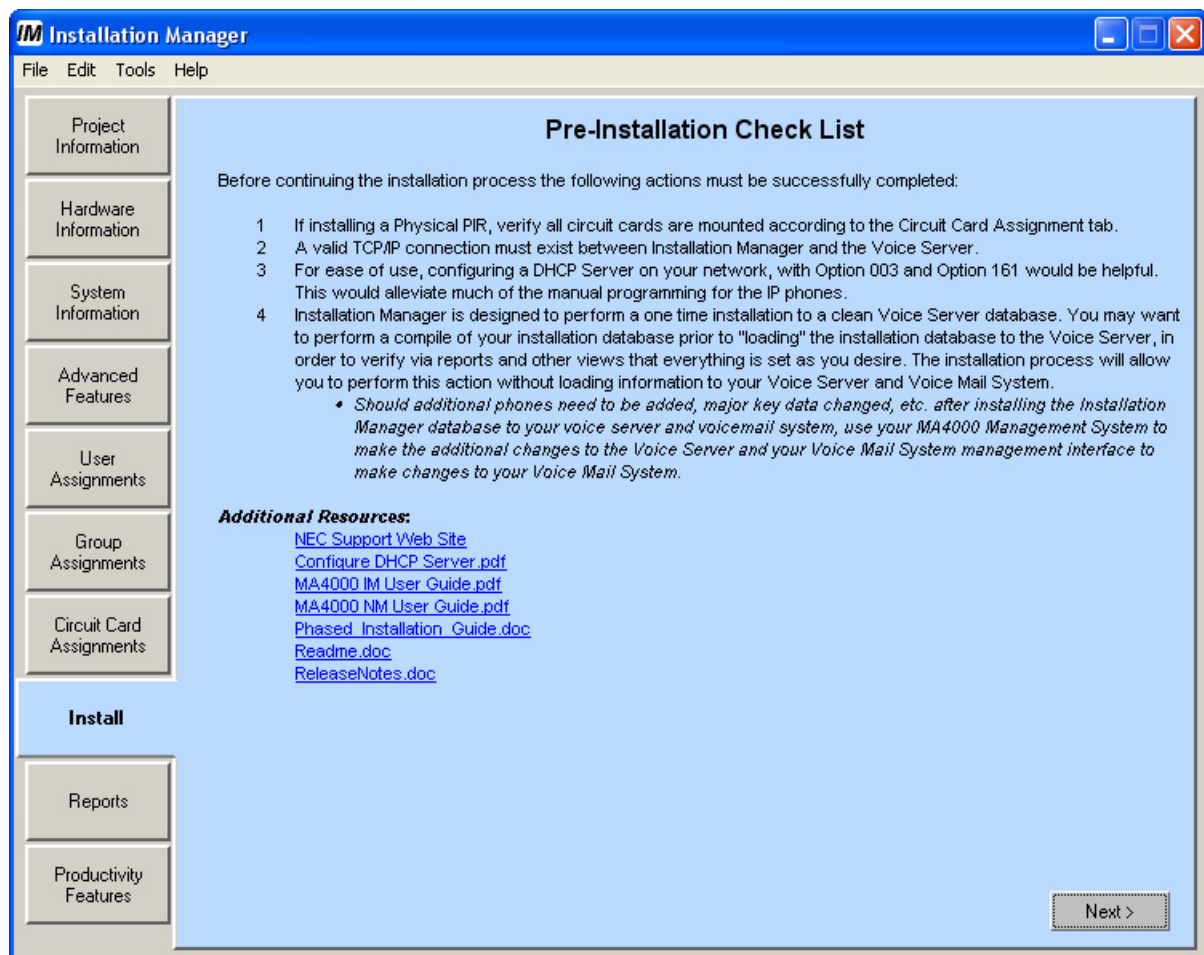 IM Installation Manager
File Edit Tools Help
Project
Information
Hardware
Information
System
Information
Advanced
Features
User
Assignments
Group
Assignments
Circuit Card
Assignments
Install
Reports
Productivity
Features
Pre-Installation Check List
Before continuing the installation process the following actions must be successfully completed:
1 If installing a Physical PIR, verify all circuit cards are mounted according to the Circuit Card Assignment tab.
2 A valid TCP/IP connection must exist between Installation Manager and the Voice Server.
3 For ease of use, configuring a DHCP Server on your network, with Option 003 and Option 161 would be helpful.
This would alleviate much of the manual programming for the IP phones.
4 Installation Manager is designed to perform a one time installation to a clean Voice Server database. You may want
to perform a compile of your installation database prior to "loading" the installation database to the Voice Server, in
order to verify via reports and other views that everything is set as you desire. The installation process will allow
you to perform this action without loading information to your Voice Server and Voice Mail System.
• Should additional phones need to be added, major key data changed, etc. after installing the Installation
Manager database to your voice server and voicemail system, use your MA4000 Management System to
make the additional changes to the Voice Server and your Voice Mail System management interface to
make changes to your Voice Mail System.
Additional Resources:
NEC Support Web Site
Configure DHCP Server.pdf
MA4000 IM User Guide.pdf
MA4000 NM User Guide.pdf
Phased_Installation_Guide.doc
Readme.doc
ReleaseNotes.doc
Next >